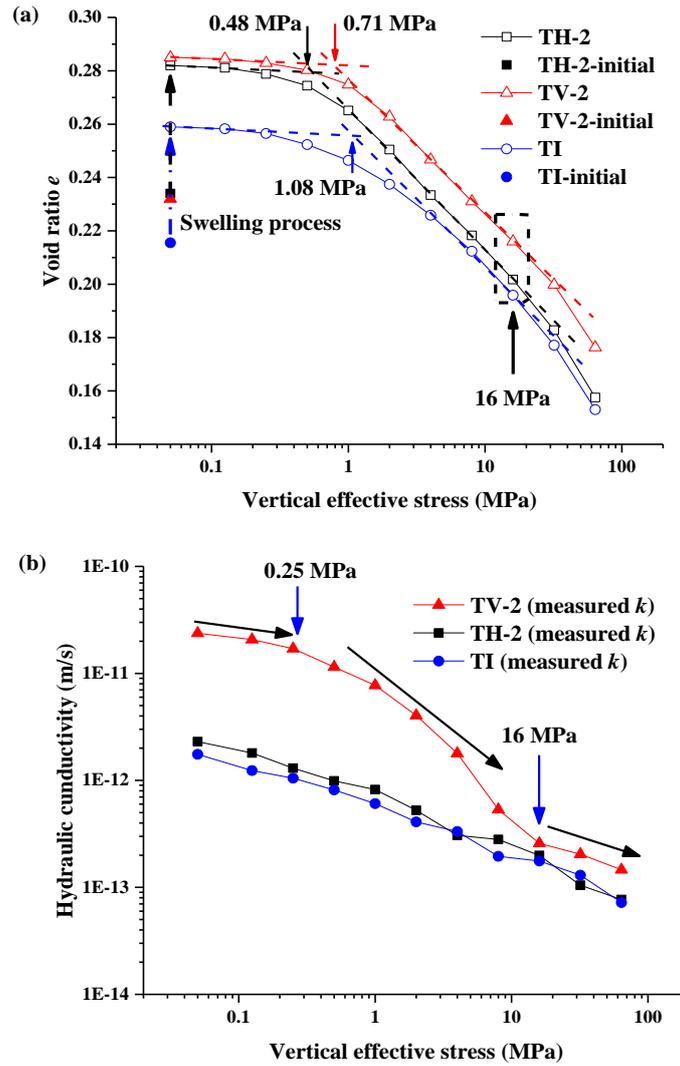 (a)
0.48 MPa
0.71 MPa
0.30
0.28
0.26
0.24
0.22
0.20
0.18
0.16
0.14
Void ratio e
TH-2
TH-2-initial
TV-2
TV-2-initial
TI
TI-initial
1.08 MPa
Swelling process
16 MPa
0.1
1
10
100
Vertical effective stress (MPa)
(b)
0.25 MPa
1E-10
1E-11
1E-12
1E-13
1E-14
Hydraulic cunductivity (m/s)
TV-2 (measured k)
TH-2 (measured k)
TI (measured k)
16 MPa
0.1
1
10
100
Vertical effective stress (MPa)